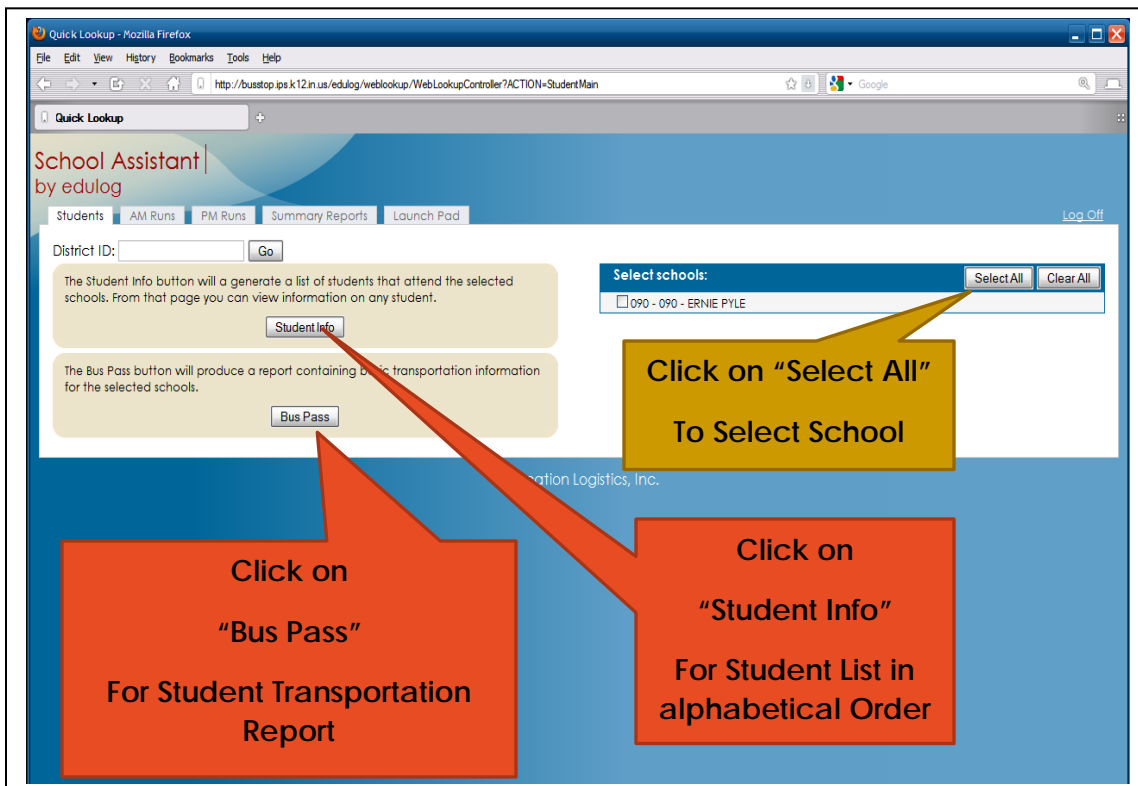 Quick Lookup - Mozilla Firefox
File Edit View History Bookmarks Tools Help
http://busstop.ips.k12.in.us/edulog/weblookup/WebLookupController?ACTION=StudentMain
Google
Quick Lookup
School Assistant
by edulog
Students AM Runs PM Runs Summary Reports Launch Pad Log Off
District ID: Go
The Student Info button will a generate a list of students that attend the selected
schools. From that page you can view information on any student.
Student Info
The Bus Pass button will produce a report containing basic transportation information
for the selected schools.
Bus Pass
Select schools: Select All Clear All
090 - 090 - ERNIE PYLE
Click on “Select All”
To Select School
Logistics, Inc.
Click on
“Bus Pass”
For Student Transportation
Report
Click on
“Student Info”
For Student List in
alphabetical Order